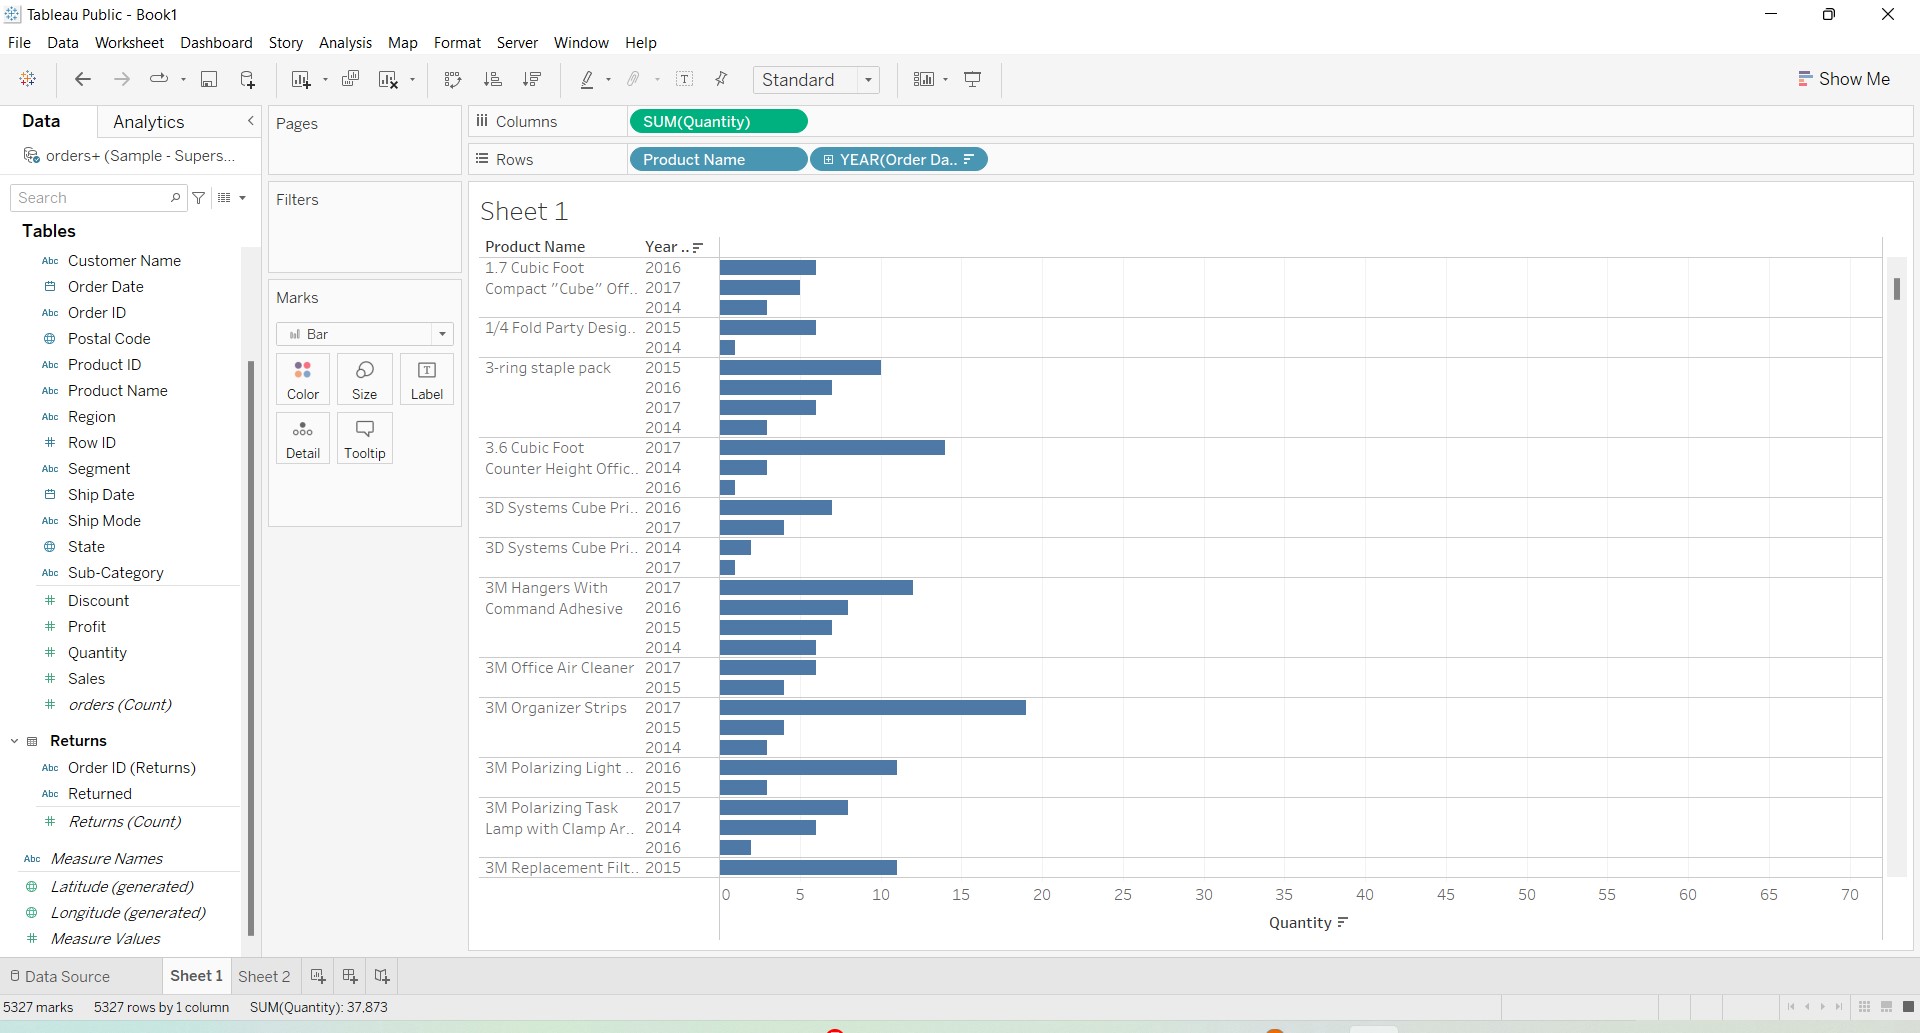 Tableau Public - Book1
File Data Worksheet Dashboard Story Analysis Map Format Server Window Help
Standard
Show Me
Data Analytics
orders+ (Sample - Supers...
Search
Tables
Abc Customer Name
Order Date
Abc Order ID
Postal Code
Abc Product ID
Abc Product Name
Abc Region
# Row ID
Abc Segment
Ship Date
Abc Ship Mode
State
Abc Sub-Category
# Discount
# Profit
# Quantity
# Sales
# orders (Count)
Returns
Abc Order ID (Returns)
Abc Returned
# Returns (Count)
Abc Measure Names
Latitude (generated)
Longitude (generated)
# Measure Values
Pages
Filters
Marks
Bar
Color Size Label
Detail Tooltip
Columns SUM(Quantity)
Rows Product Name YEAR(Order Da..
Sheet 1
Product Name Year ..
1.7 Cubic Foot 2016
Compact "Cube" Off.. 2017
2014
1/4 Fold Party Desig.. 2015
2014
3-ring staple pack 2015
2016
2017
2014
3.6 Cubic Foot 2017
Counter Height Offic.. 2014
2016
3D Systems Cube Pri.. 2016
2017
3D Systems Cube Pri.. 2014
2017
3M Hangers With 2017
Command Adhesive 2016
2015
2014
3M Office Air Cleaner 2017
2015
3M Organizer Strips 2017
2015
2014
3M Polarizing Light .. 2016
2015
3M Polarizing Task 2017
Lamp with Clamp Ar.. 2014
2016
3M Replacement Filt.. 2015
0 5 10 15 20 25 30 35 40 45 50 55 60 65 70
Quantity
Data Source Sheet 1 Sheet 2
5327 marks 5327 rows by 1 column SUM(Quantity): 37,873